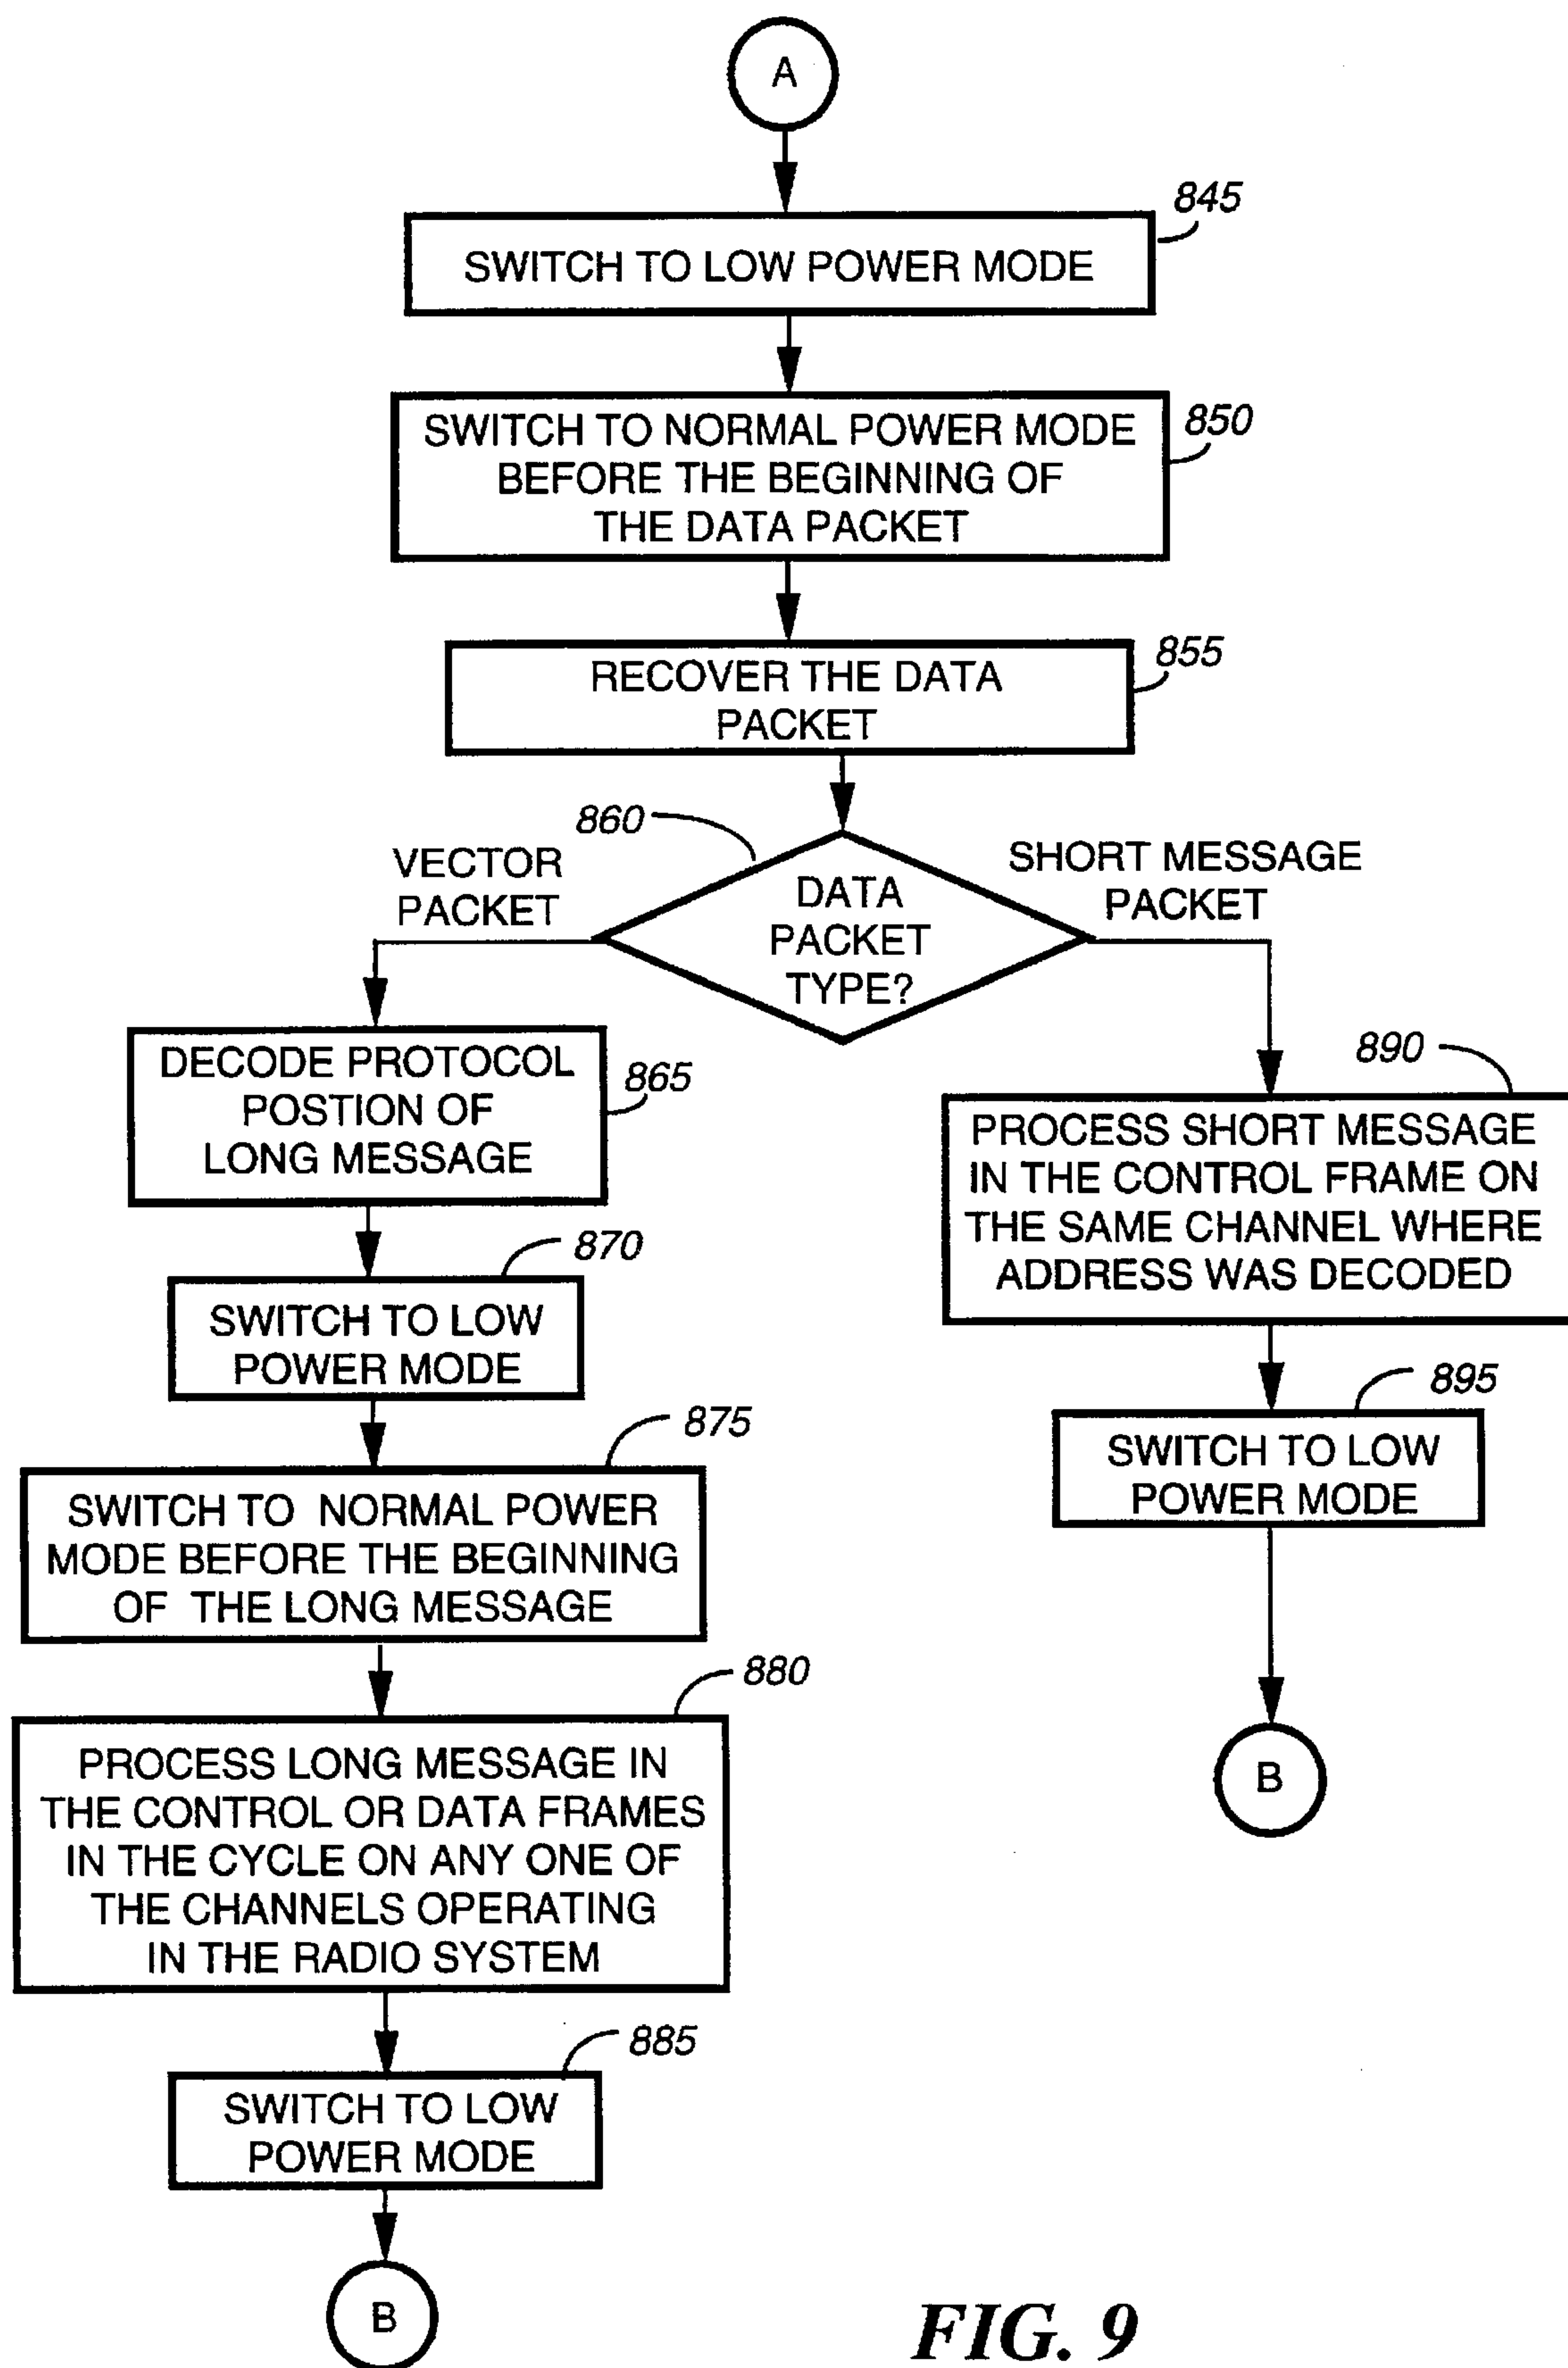 A
845
SWITCH TO LOW POWER MODE
850
SWITCH TO NORMAL POWER MODE
BEFORE THE BEGINNING OF
THE DATA PACKET
855
RECOVER THE DATA
PACKET
860
VECTOR
PACKET
DATA
PACKET
TYPE?
SHORT MESSAGE
PACKET
DECODE PROTOCOL
POSTION OF
LONG MESSAGE
865
870
SWITCH TO LOW
POWER MODE
875
SWITCH TO NORMAL POWER
MODE BEFORE THE BEGINNING
OF THE LONG MESSAGE
880
PROCESS LONG MESSAGE IN
THE CONTROL OR DATA FRAMES
IN THE CYCLE ON ANY ONE OF
THE CHANNELS OPERATING
IN THE RADIO SYSTEM
885
SWITCH TO LOW
POWER MODE
B
890
PROCESS SHORT MESSAGE
IN THE CONTROL FRAME ON
THE SAME CHANNEL WHERE
ADDRESS WAS DECODED
895
SWITCH TO LOW
POWER MODE
B
FIG. 9